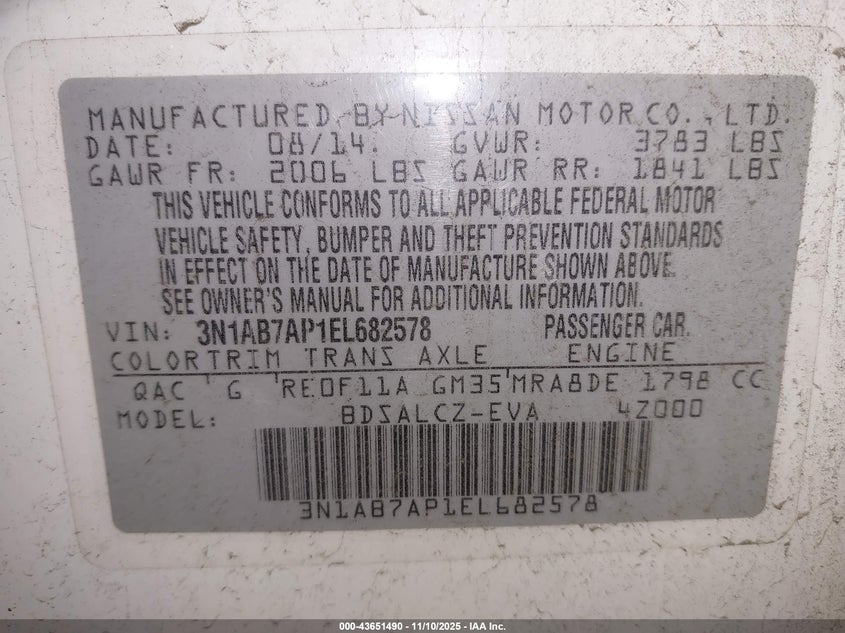 MANUFACTURED BY NISSAN MOTOR CO., LTD.
DATE: 08/14. GVWR: 3783 LBS
GAWR FR: 2006 LBS GAWR RR: 1841 LBS
THIS VEHICLE CONFORMS TO ALL APPLICABLE FEDERAL MOTOR
VEHICLE SAFETY, BUMPER AND THEFT PREVENTION STANDARDS
IN EFFECT ON THE DATE OF MANUFACTURE SHOWN ABOVE.
SEE OWNER'S MANUAL FOR ADDITIONAL INFORMATION.
VIN: 3N1AB7AP1EL682578 PASSENGER CAR.
COLOR TRIM TRANS AXLE ENGINE
QAC G RE0F11A GM35 MRA8DE 1798 CC
MODEL: BDSALCZ-EVA 4Z000
3N1AB7AP1EL682578
000-43651490 — 11/10/2025 — IAA Inc.